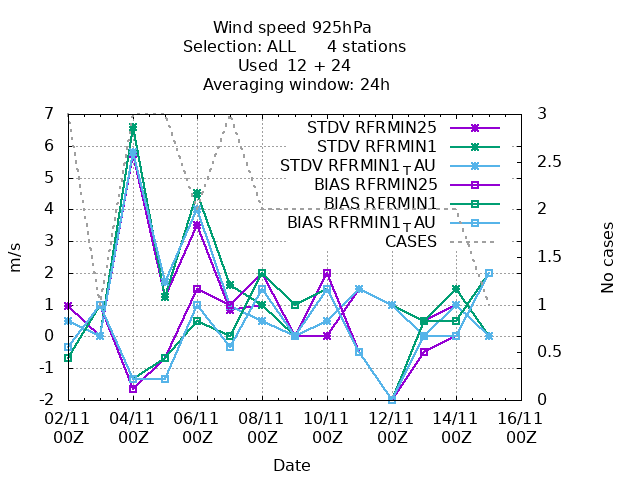 Wind speed 925hPa
Selection: ALL 4 stations
Used 12 + 24
Averaging window: 24h
7
6
5
4
3
2
1
0
-1
-2
m/s
STDV RFRMIN25
STDV RFRMIN1
STDV RFRMIN1TAU
BIAS RFRMIN25
BIAS RFRMIN1
BIAS RFRMIN1TAU
CASES
3
2.5
2
1.5
1
0.5
0
No cases
02/11 04/11 06/11 08/11 10/11 12/11 14/11 16/11
00Z 00Z 00Z 00Z 00Z 00Z 00Z 00Z
Date